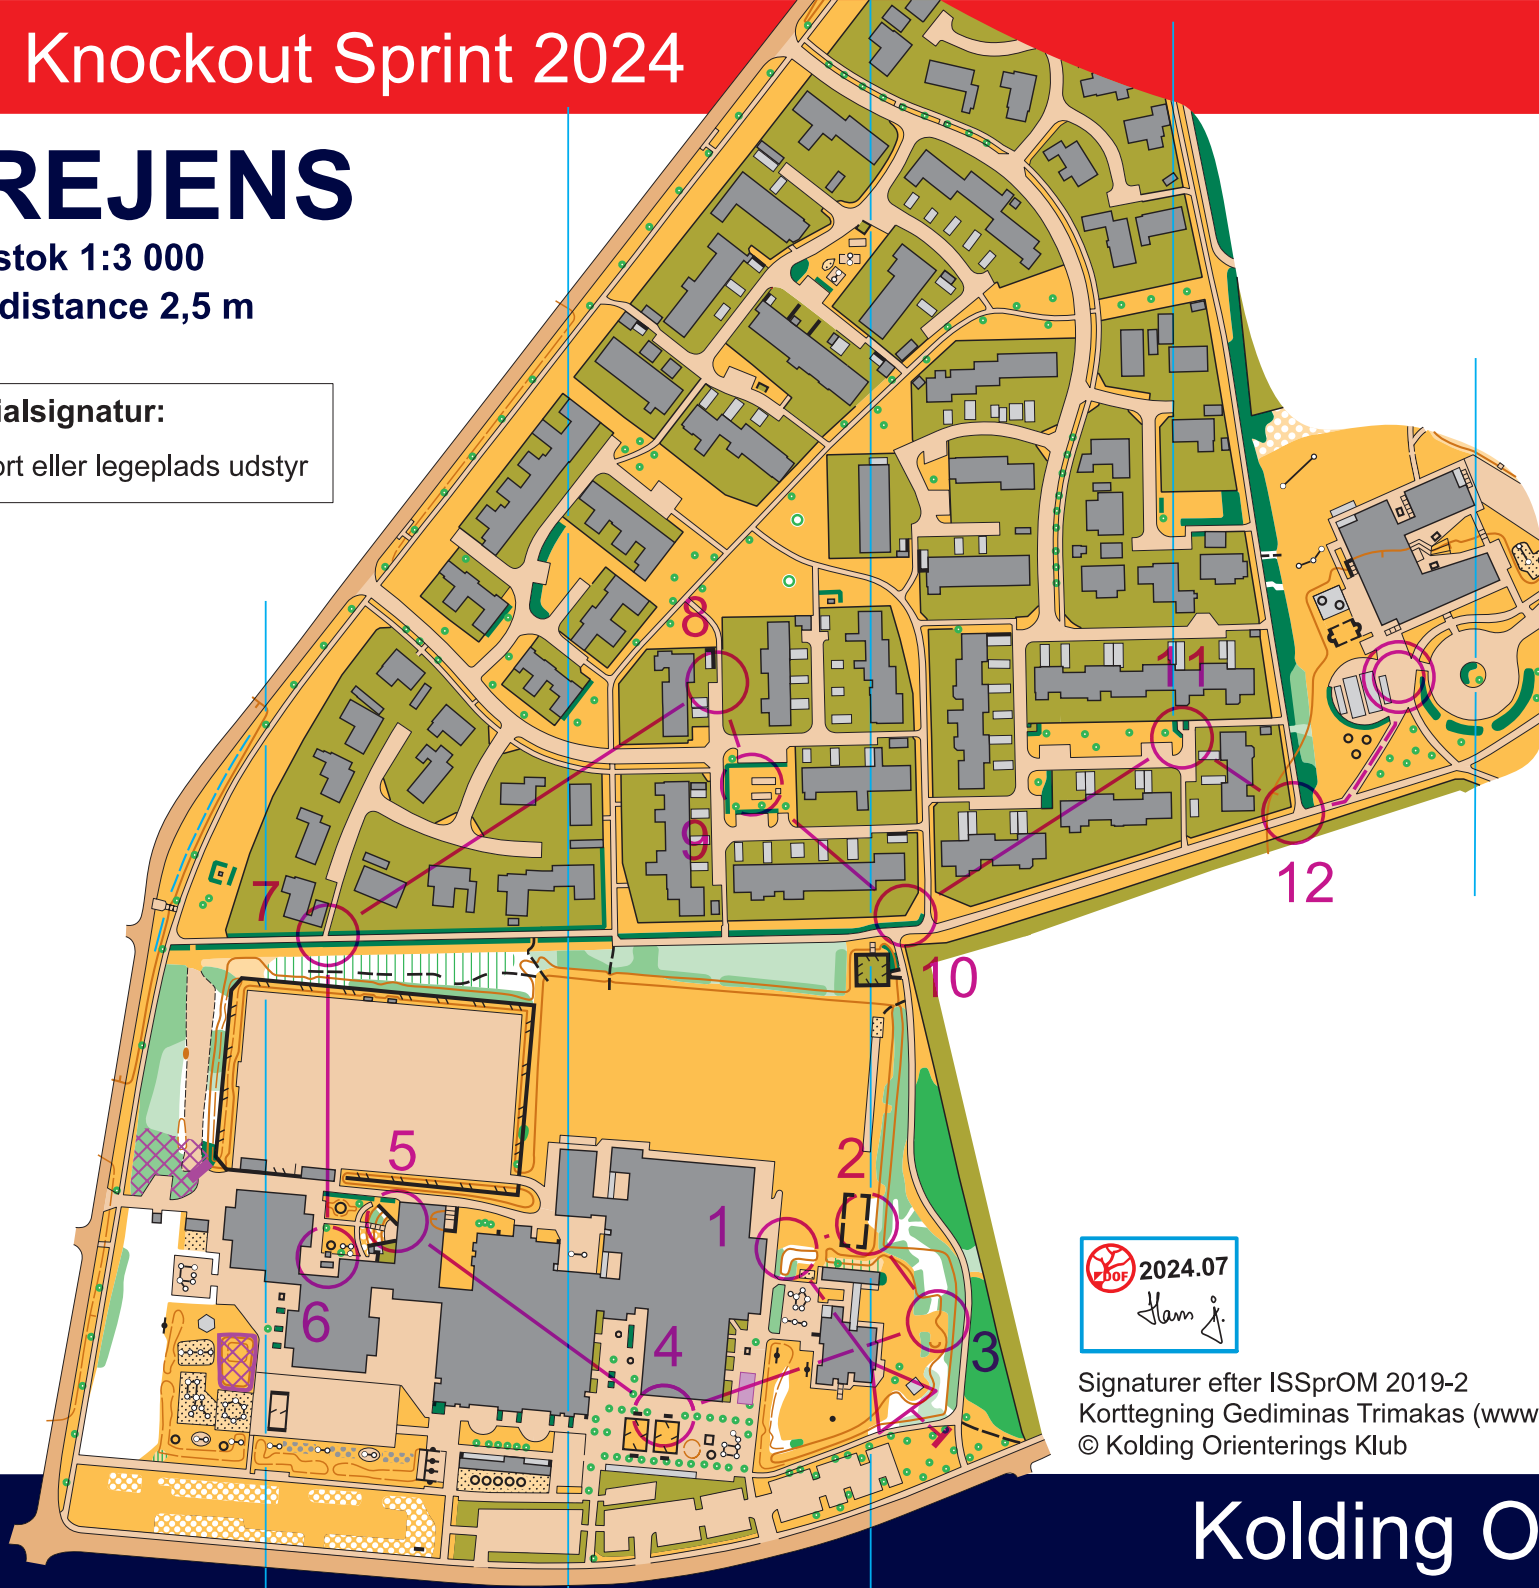 Knockout Sprint 2024
REJENS
stok 1:3 000
distance 2,5 m
ialsignatur:
ort eller legeplads udstyr
8
11
9
7
12
10
5
2
1
6
4
3
DOF
2024.07
Hans J.
Signaturer efter ISSprOM 2019-2
Korttegning Gediminas Trimakas (www
© Kolding Orienterings Klub
Kolding O